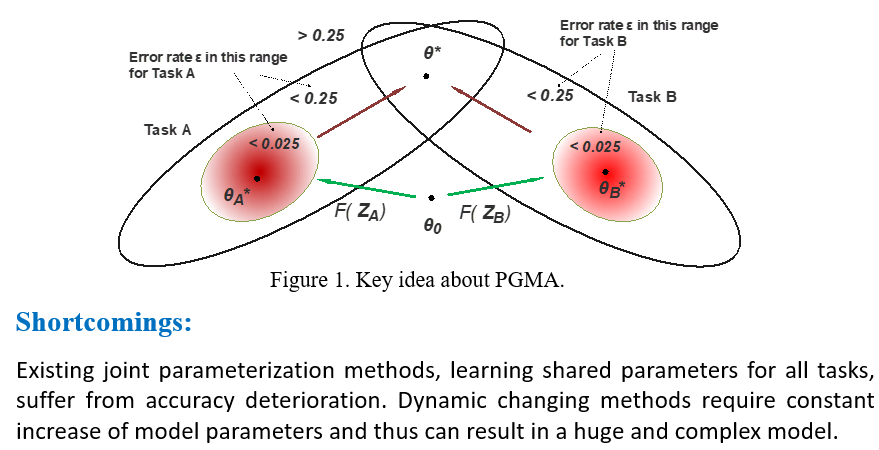 > 0.25
Error rate ε in this range
for Task A
< 0.25
Task A
< 0.025
θA*
θ*
Error rate ε in this range
for Task B
< 0.25
Task B
< 0.025
θB*
F( ZA)
θ0
F( ZB)
Figure 1. Key idea about PGMA.
Shortcomings:
Existing joint parameterization methods, learning shared parameters for all tasks,
suffer from accuracy deterioration. Dynamic changing methods require constant
increase of model parameters and thus can result in a huge and complex model.